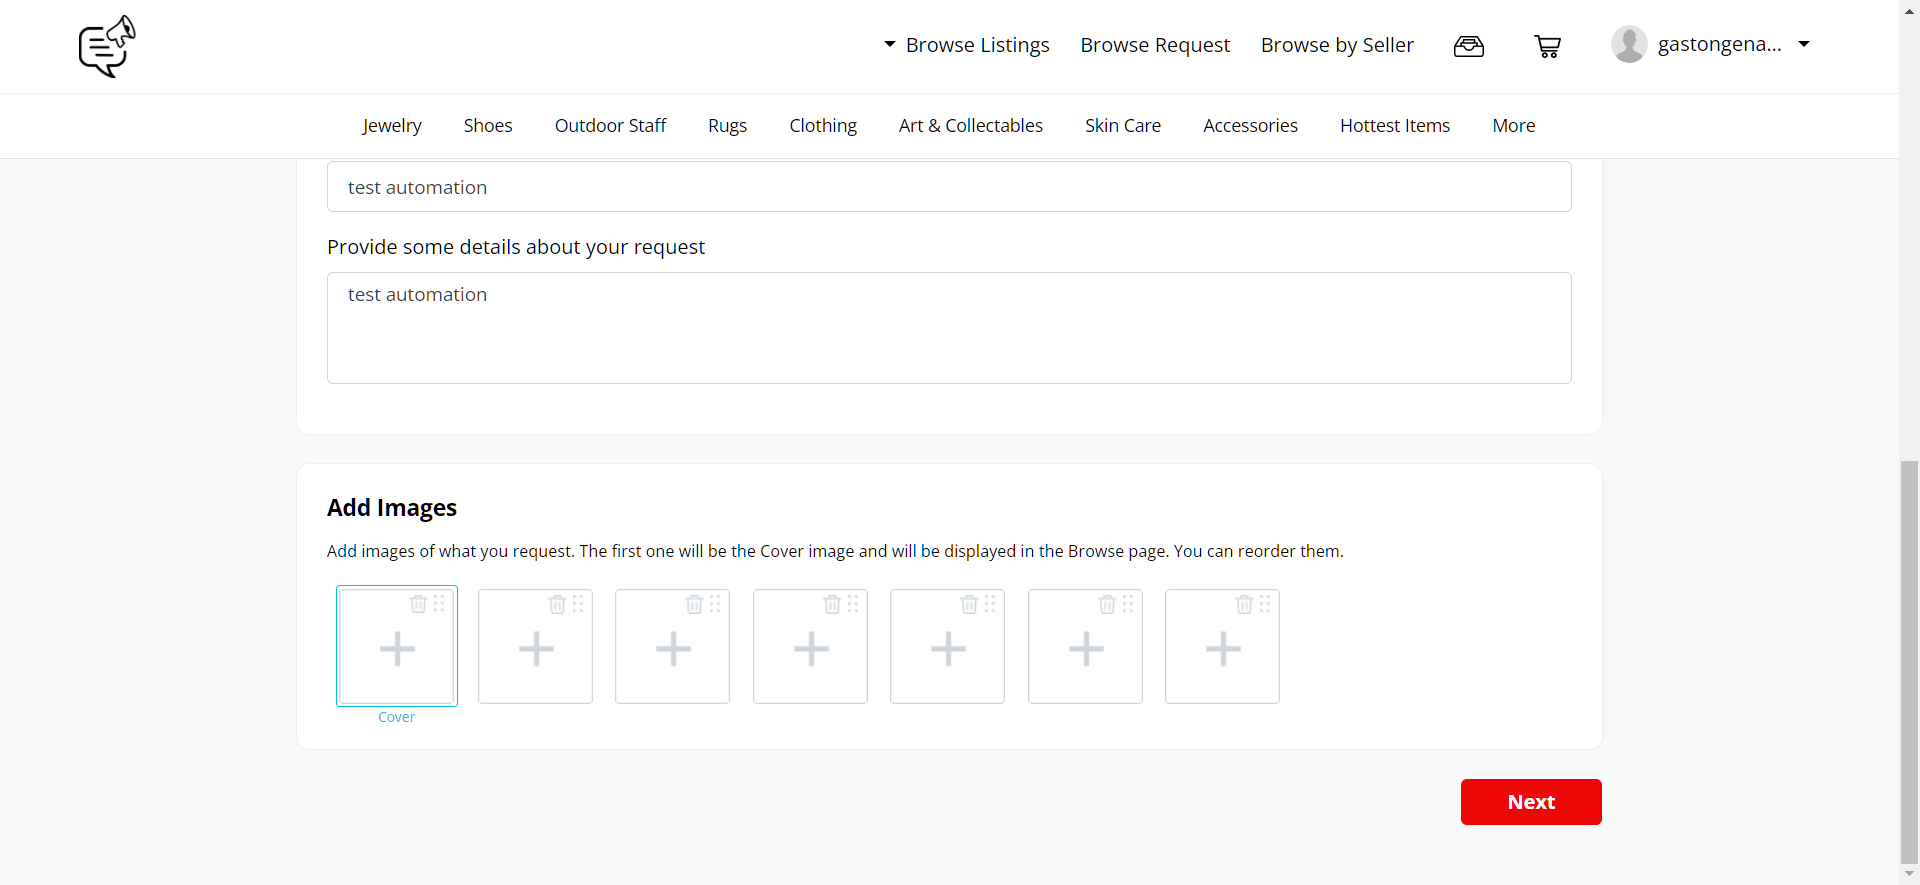 Browse Listings Browse Request Browse by Seller gastongena...
Jewelry Shoes Outdoor Staff Rugs Clothing Art & Collectables Skin Care Accessories Hottest Items More
test automation
Provide some details about your request
test automation
Add Images
Add images of what you request. The first one will be the Cover image and will be displayed in the Browse page. You can reorder them.
Cover
Next